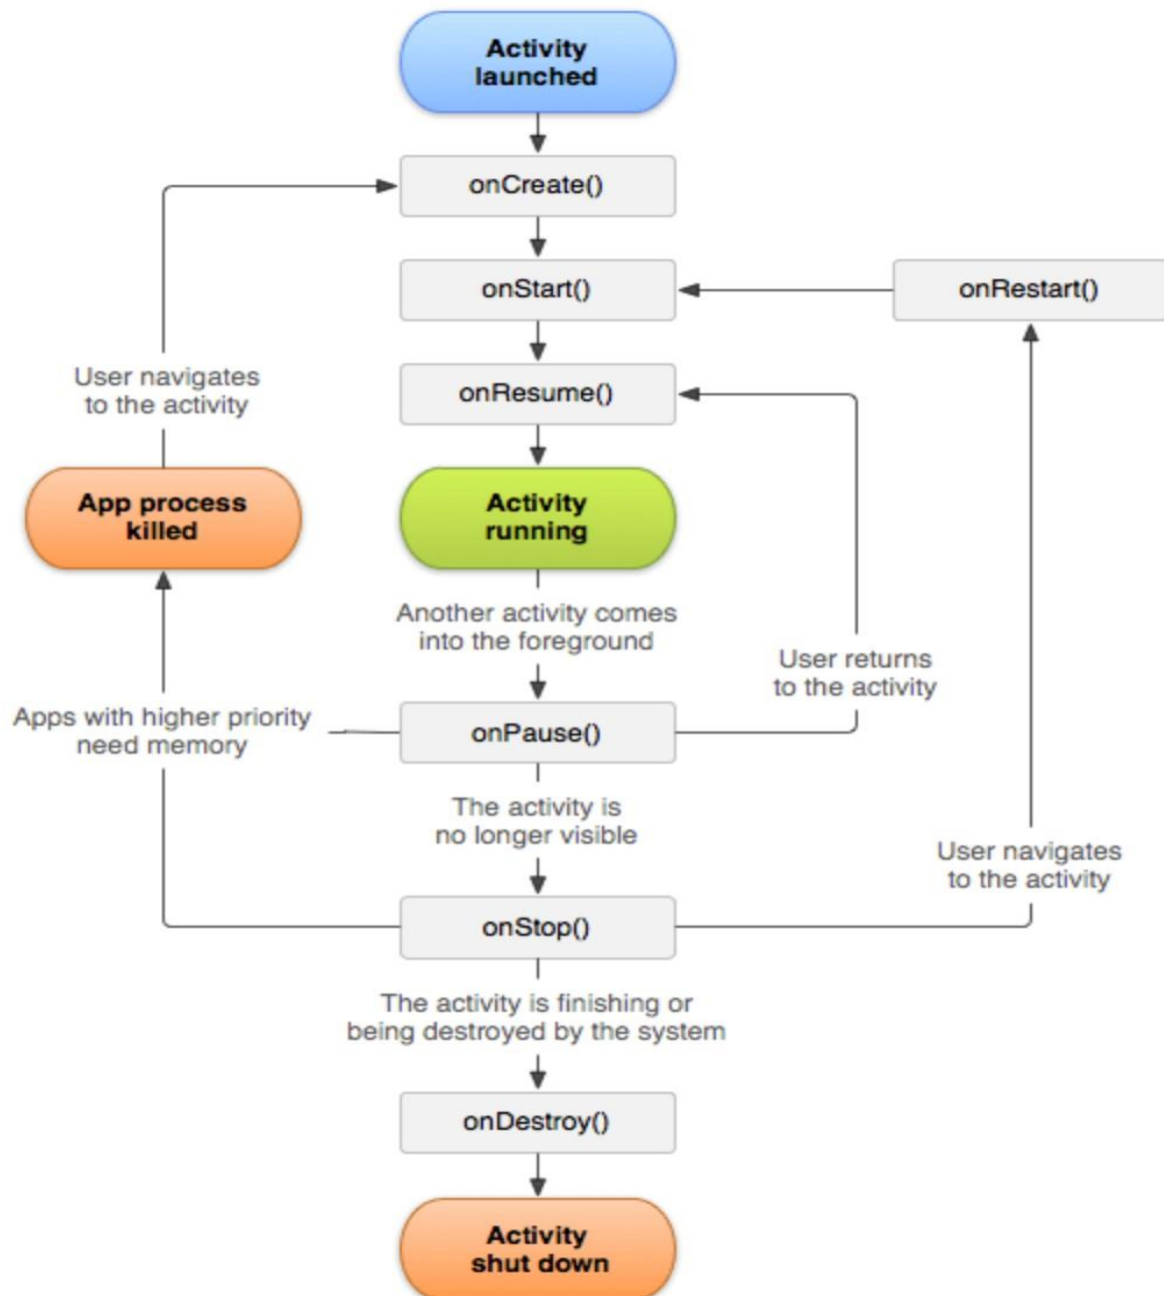 Activity
launched
onCreate()
onStart()
onRestart()
User navigates
to the activity
onResume()
App process
killed
Activity
running
Another activity comes
into the foreground
User returns
to the activity
Apps with higher priority
need memory
onPause()
The activity is
no longer visible
User navigates
to the activity
onStop()
The activity is finishing or
being destroyed by the system
onDestroy()
Activity
shut down